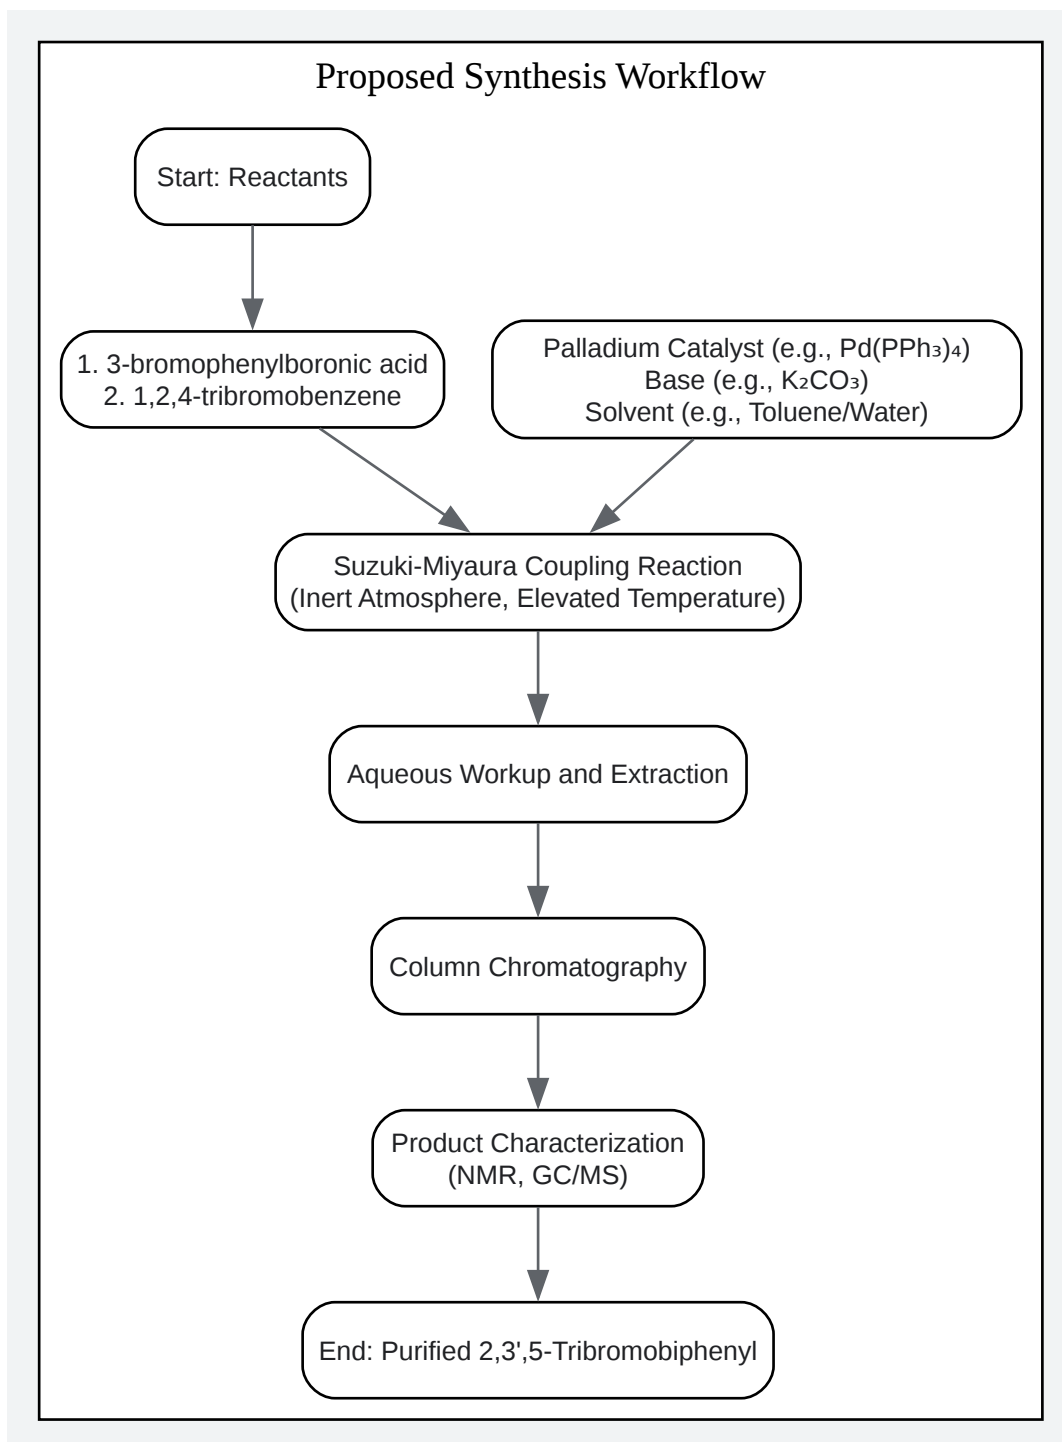 Proposed Synthesis Workflow
Start: Reactants
1. 3-bromophenylboronic acid
2. 1,2,4-tribromobenzene
Palladium Catalyst (e.g., Pd(PPh₃)₄)
Base (e.g., K₂CO₃)
Solvent (e.g., Toluene/Water)
Suzuki-Miyaura Coupling Reaction
(Inert Atmosphere, Elevated Temperature)
Aqueous Workup and Extraction
Column Chromatography
Product Characterization
(NMR, GC/MS)
End: Purified 2,3',5-Tribromobiphenyl